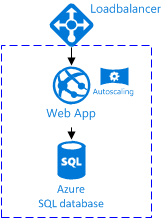 Loadbalancer
Autoscaling
Web App
SQL
Azure
SQL database